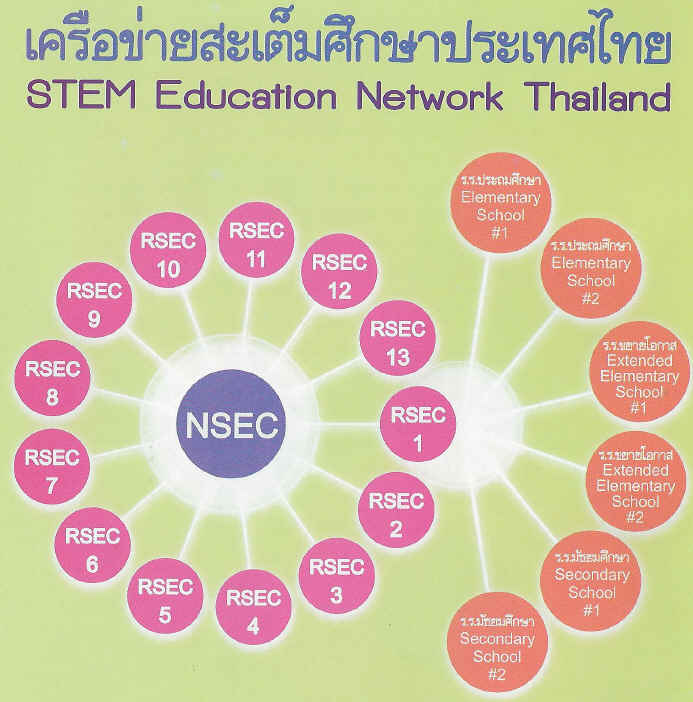 เครือข่ายสะเต็มศึกษาประเทศไทย
STEM Education Network Thailand
ร.ร.ประถมศึกษา
Elementary
School
#1
ร.ร.ประถมศึกษา
Elementary
School
#2
ร.ร.ขยายโอกาส
Extended
Elementary
School
#1
ร.ร.ขยายโอกาส
Extended
Elementary
School
#2
ร.ร.มัธยมศึกษา
Secondary
School
#1
ร.ร.มัธยมศึกษา
Secondary
School
#2
NSEC
RSEC
1
RSEC
2
RSEC
3
RSEC
4
RSEC
5
RSEC
6
RSEC
7
RSEC
8
RSEC
9
RSEC
10
RSEC
11
RSEC
12
RSEC
13